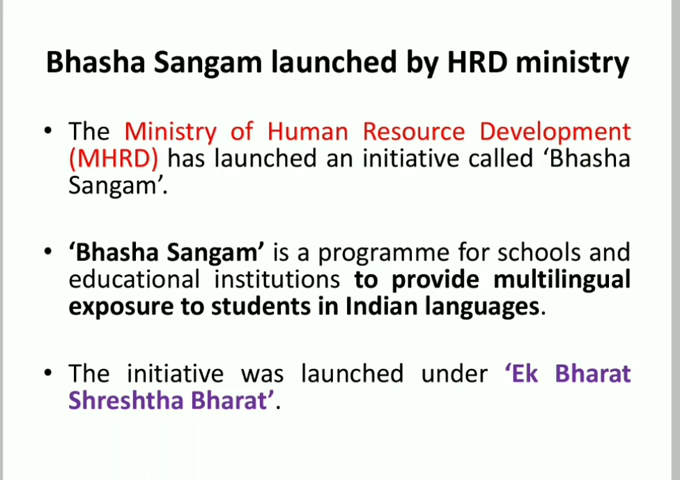 Bhasha Sangam launched by HRD ministry
• The Ministry of Human Resource Development
(MHRD) has launched an initiative called ‘Bhasha
Sangam’.
• ‘Bhasha Sangam’ is a programme for schools and
educational institutions to provide multilingual
exposure to students in Indian languages.
• The initiative was launched under ‘Ek Bharat
Shreshtha Bharat’.